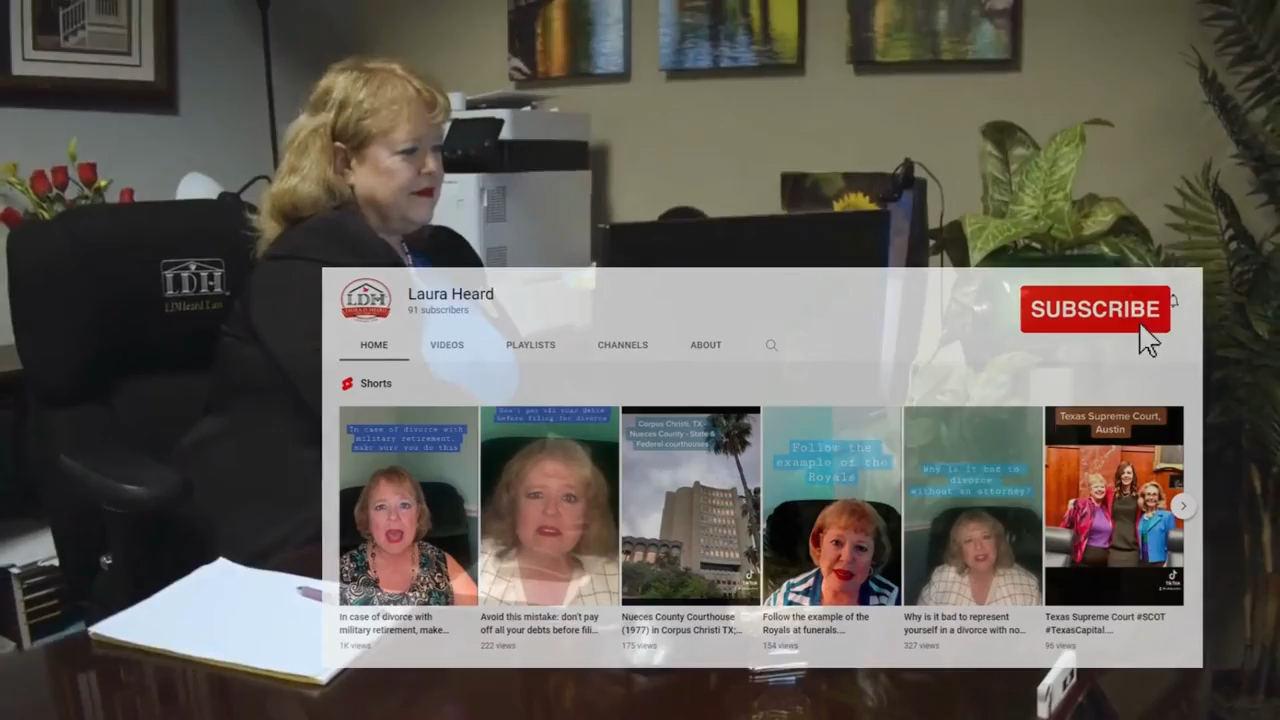 LDH
LDHeard Law
LDH
Laura Heard
91 subscribers
SUBSCRIBE
HOME
VIDEOS
PLAYLISTS
CHANNELS
ABOUT
Shorts
In case of divorce with
military retirement,
make sure you do this
Don't pay off your debts
before filing for divorce
Corpus Christi, TX
Nueces County - State &
Federal courthouses
TikTok
Follow the
example of the
Royals
Why is it bad to
divorce
without an attorney?
Texas Supreme Court,
Austin
TikTok
In case of divorce with
military retirement, make...
1K views
Avoid this mistake: don't pay
off all your debts before fili...
222 views
Nueces County Courthouse
(1977) in Corpus Christi TX;...
175 views
Follow the example of the
Royals at funerals....
154 views
Why is it bad to represent
yourself in a divorce with no...
327 views
Texas Supreme Court #SCOT
#TexasCapital....
96 views